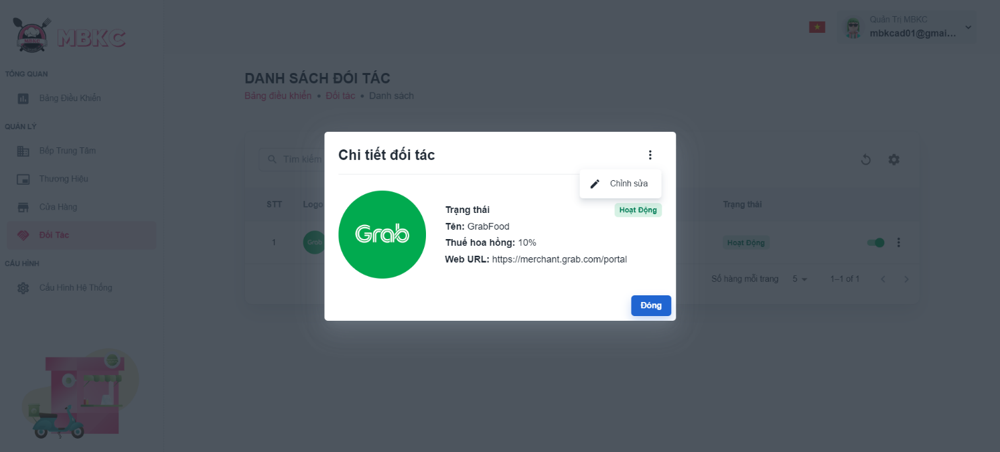 MBKC
MBKC
Quản Trị MBKC
mbkcad01@gmai...
TỔNG QUAN
Bảng Điều Khiển
QUẢN LÝ
Bếp Trung Tâm
Thương Hiệu
Cửa Hàng
Đối Tác
CẤU HÌNH
Cấu Hình Hệ Thống
DANH SÁCH ĐỐI TÁC
Bảng điều khiển • Đối tác • Danh sách
Tìm kiếm
STT Logo Trạng thái
1 Grab Hoạt Động
Số hàng mỗi trang 5 1–1 of 1
Chi tiết đối tác
Chỉnh sửa
Grab
Trạng thái Hoạt Động
Tên: GrabFood
Thuế hoa hồng: 10%
Web URL: https://merchant.grab.com/portal
Đóng